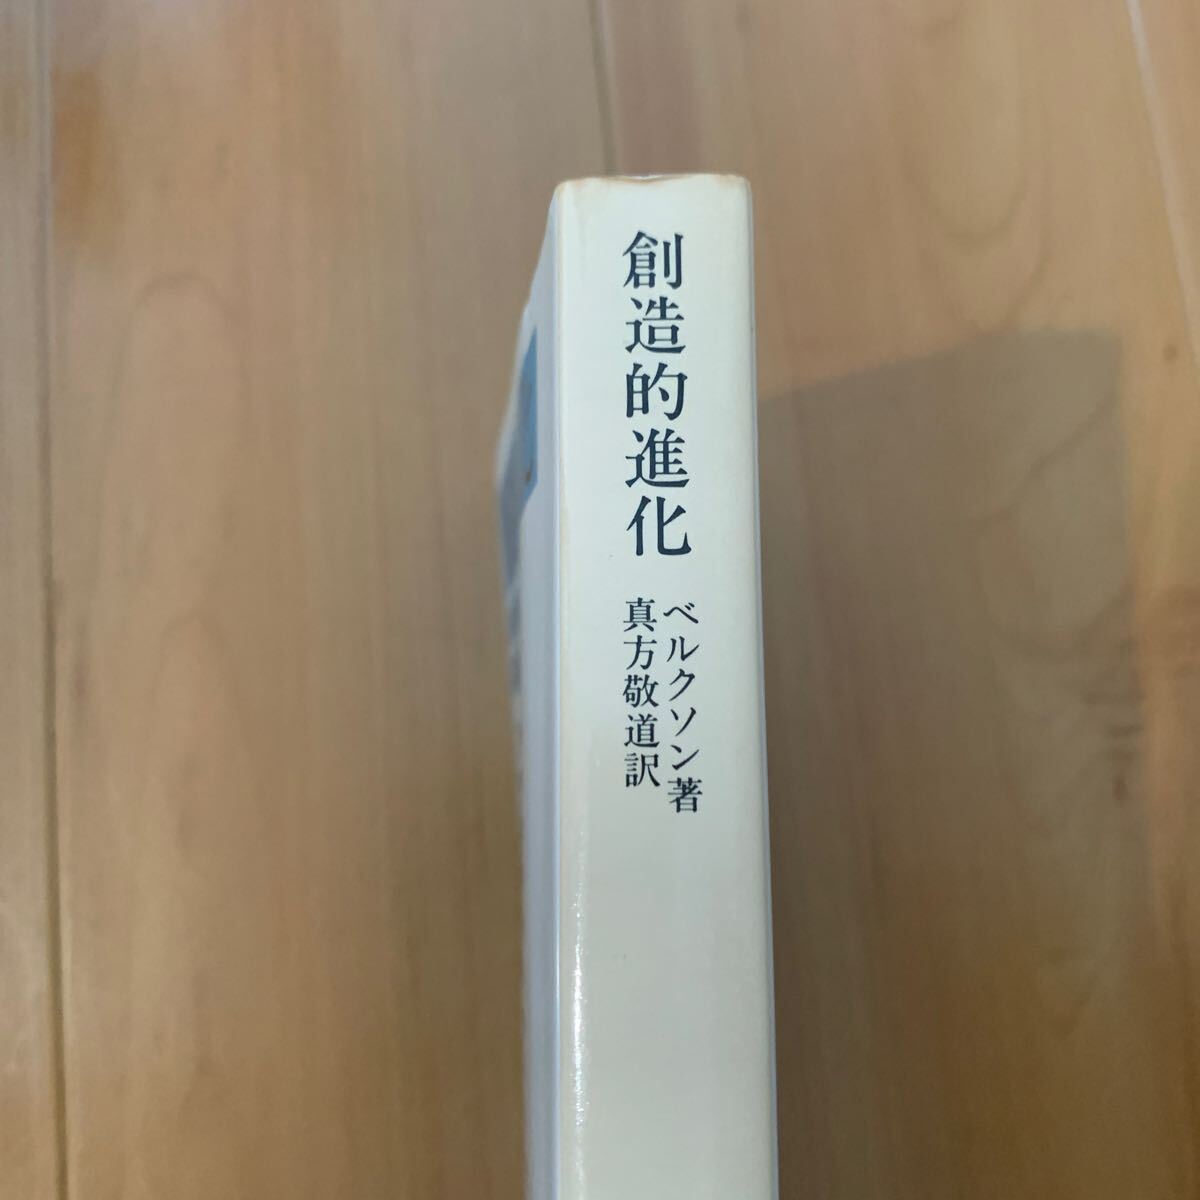 創造的進化
ベルクソン著
真方敬道訳